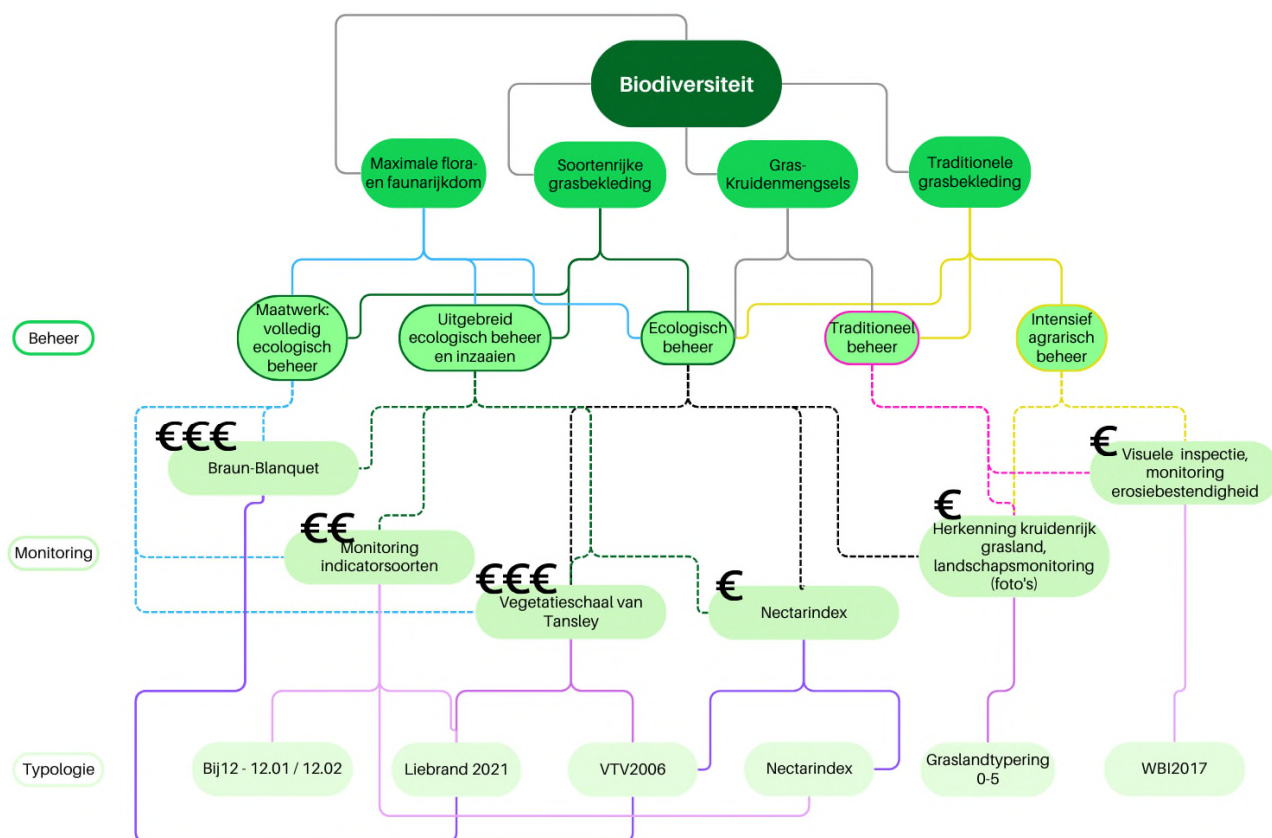 Biodiversiteit
Maximale flora-
en faunarijkdom
Soortenrijke
grasbekleding
Gras-
Kruidenmengsels
Traditionele
grasbekleding
Beheer
Maatwerk:
volledig
ecologisch
beheer
Uitgebreid
ecologisch beheer
en inzaaien
Ecologisch
beheer
Traditioneel
beheer
Intensief
agrarisch
beheer
€€€
Braun-Blanquet
€
Visuele inspectie,
monitoring
erosiebestendigheid
Monitoring
€€
Monitoring
indicatorsoorten
€
Herkenning kruidenrijk
grasland,
landschapsmonitoring
(foto's)
€€€
Vegetatieschaal van
Tansley
€
Nectarindex
Typologie
Bij12 - 12.01 / 12.02
Liebrand 2021
VTV2006
Nectarindex
Graslandtypering
0-5
WBI2017